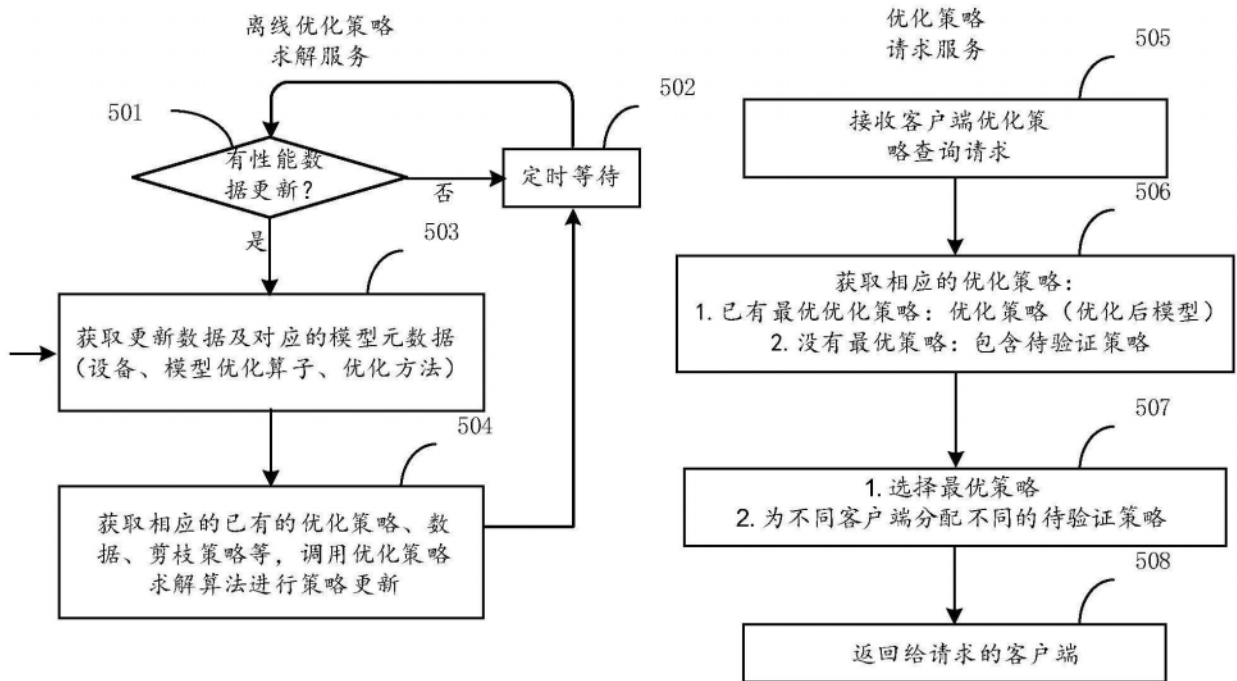 离线优化策略
求解服务
501
502
有性能数
据更新?
否
定时等待
是
503
获取更新数据及对应的模型元数据
(设备、模型优化算子、优化方法)
504
获取相应的已有的优化策略、数
据、剪枝策略等，调用优化策略
求解算法进行策略更新
优化策略
请求服务
505
接收客户端优化策
略查询请求
506
获取相应的优化策略：
1. 已有最优优化策略：优化策略（优化后模型）
2. 没有最优策略：包含待验证策略
507
1. 选择最优策略
2. 为不同客户端分配不同的待验证策略
508
返回给请求的客户端